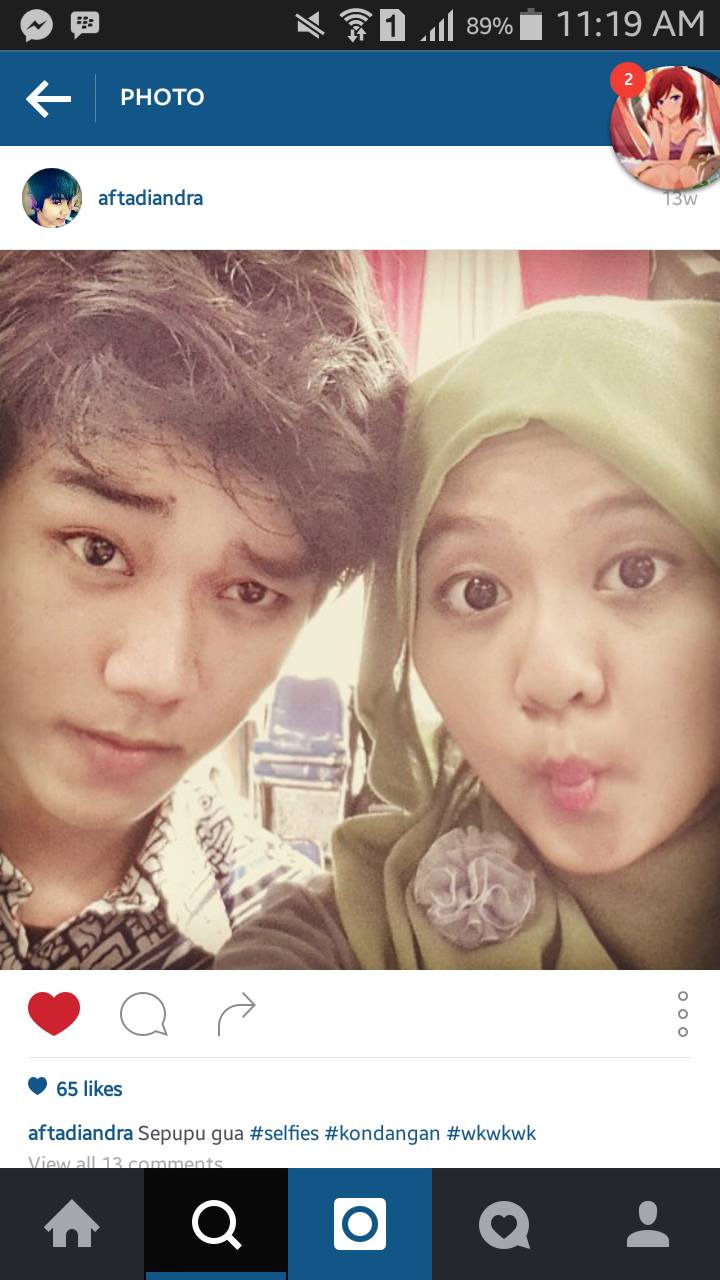 1 89% 11:19 AM
PHOTO
2
aftadiandra
13w
65 likes
aftadiandra Sepupu gua #selfies #kondangan #wkwkwk
View all 13 comments